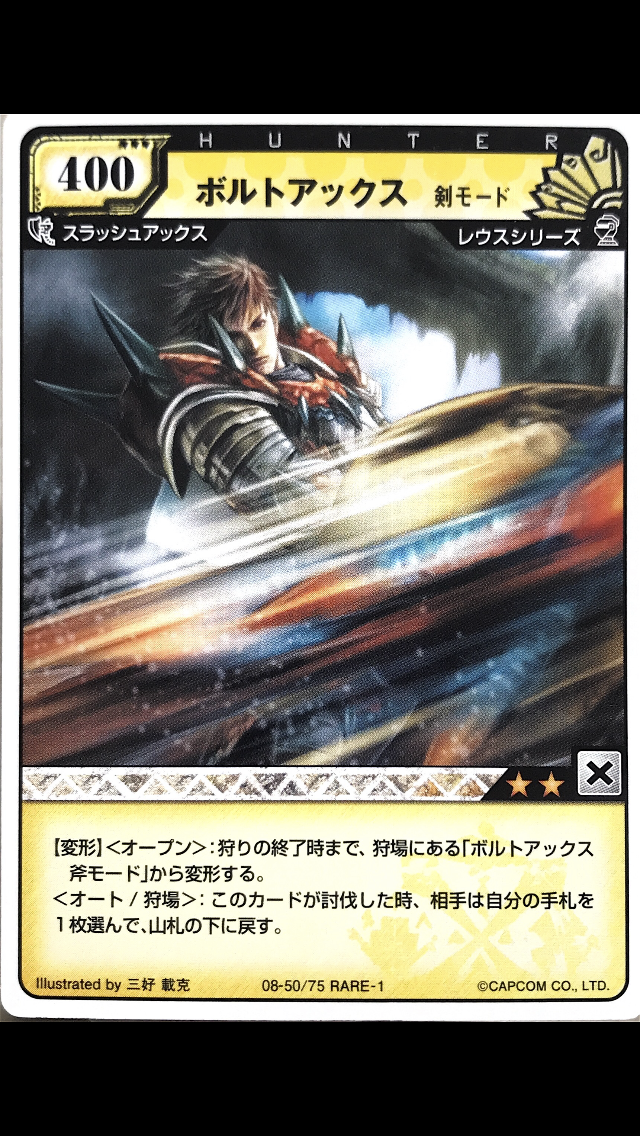 HUNTER
400
ボルトアックス 剣モード
スラッシュアックス
レウスシリーズ
【変形】<オープン>:狩りの終了時まで、狩場にある「ボルトアックス
斧モード」から変形する。
<オート / 狩場>:このカードが討伐した時、相手は自分の手札を
1枚選んで、山札の下に戻す。
Illustrated by 三好 載克
08-50/75 RARE-1
©CAPCOM CO., LTD.